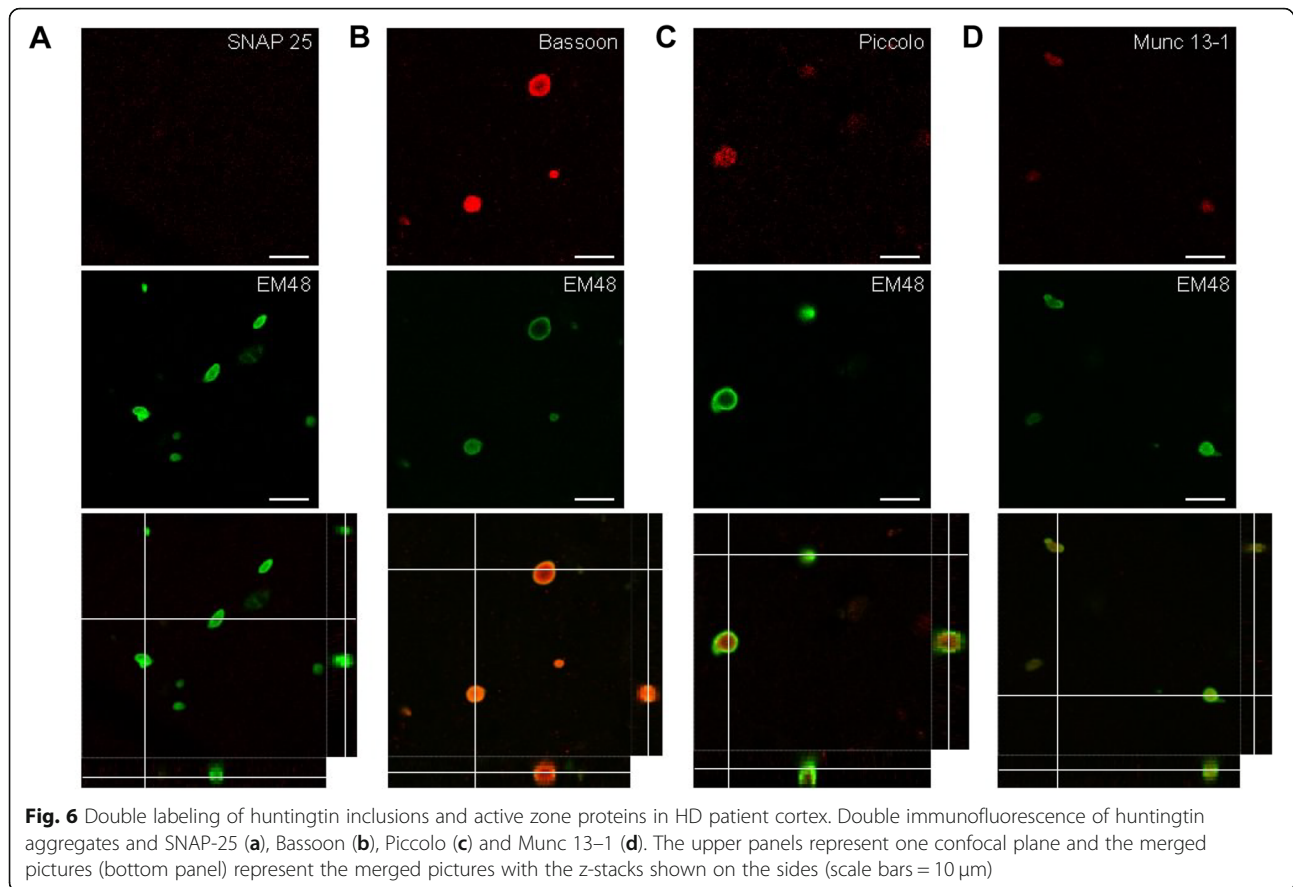 A SNAP 25 B Bassoon C Piccolo D Munc 13-1
EM48 EM48 EM48 EM48
Fig. 6 Double labeling of huntingtin inclusions and active zone proteins in HD patient cortex. Double immunofluorescence of huntingtin
aggregates and SNAP-25 (a), Bassoon (b), Piccolo (c) and Munc 13–1 (d). The upper panels represent one confocal plane and the merged
pictures (bottom panel) represent the merged pictures with the z-stacks shown on the sides (scale bars = 10 μm)